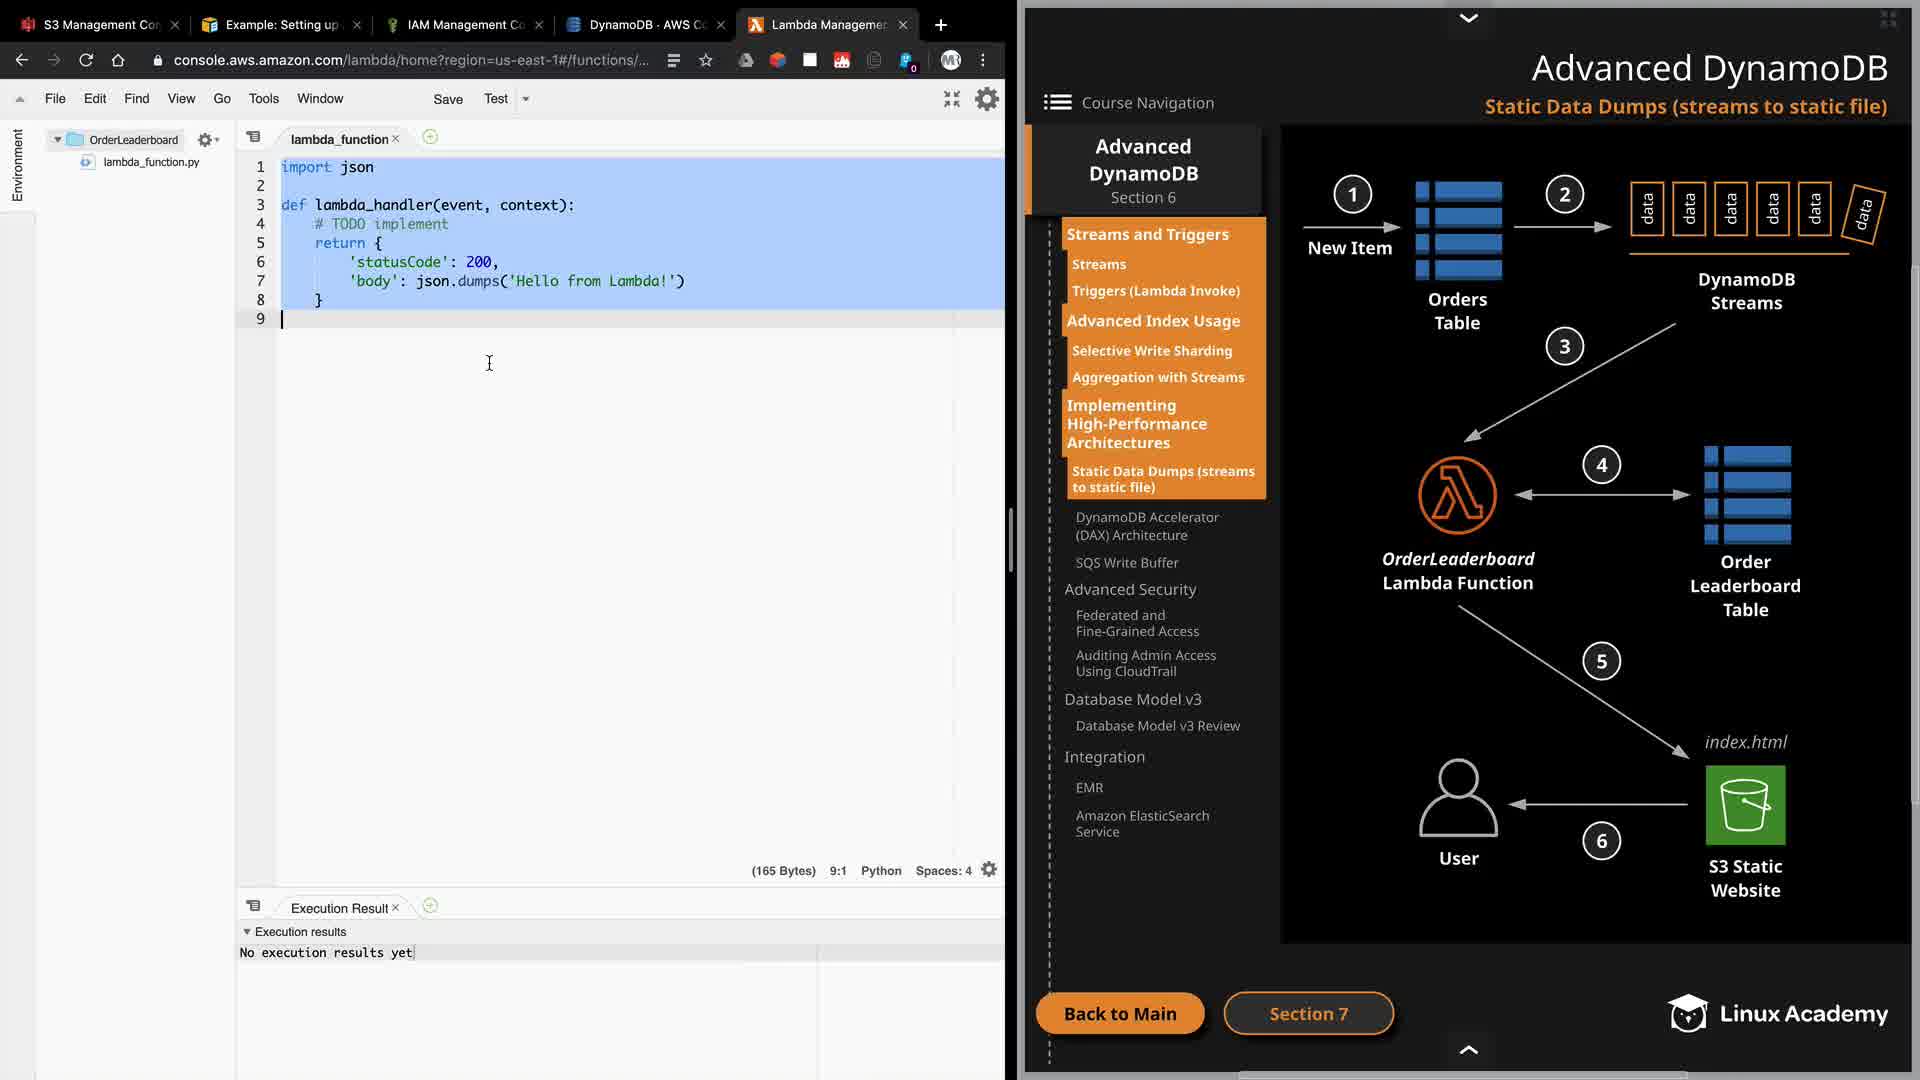 S3 Management Con
Example: Setting up
IAM Management Co
DynamoDB · AWS Co
Lambda Managemen
console.aws.amazon.com/lambda/home?region=us-east-1#/functions/...
0
File Edit Find View Go Tools Window Save Test
Environment
OrderLeaderboard
lambda_function.py
lambda_function
1 import json
2
3 def lambda_handler(event, context):
4 # TODO implement
5 return {
6 'statusCode': 200,
7 'body': json.dumps('Hello from Lambda!')
8 }
9
(165 Bytes) 9:1 Python Spaces: 4
Execution Result
Execution results
No execution results yet
Advanced DynamoDB
Static Data Dumps (streams to static file)
Course Navigation
Advanced
DynamoDB
Section 6
Streams and Triggers
Streams
Triggers (Lambda Invoke)
Advanced Index Usage
Selective Write Sharding
Aggregation with Streams
Implementing
High-Performance
Architectures
Static Data Dumps (streams
to static file)
DynamoDB Accelerator
(DAX) Architecture
SQS Write Buffer
Advanced Security
Federated and
Fine-Grained Access
Auditing Admin Access
Using CloudTrail
Database Model v3
Database Model v3 Review
Integration
EMR
Amazon ElasticSearch
Service
1
New Item
Orders
Table
2
data data data data data data
DynamoDB
Streams
3
OrderLeaderboard
Lambda Function
4
Order
Leaderboard
Table
5
index.html
S3 Static
Website
6
User
Back to Main
Section 7
Linux Academy